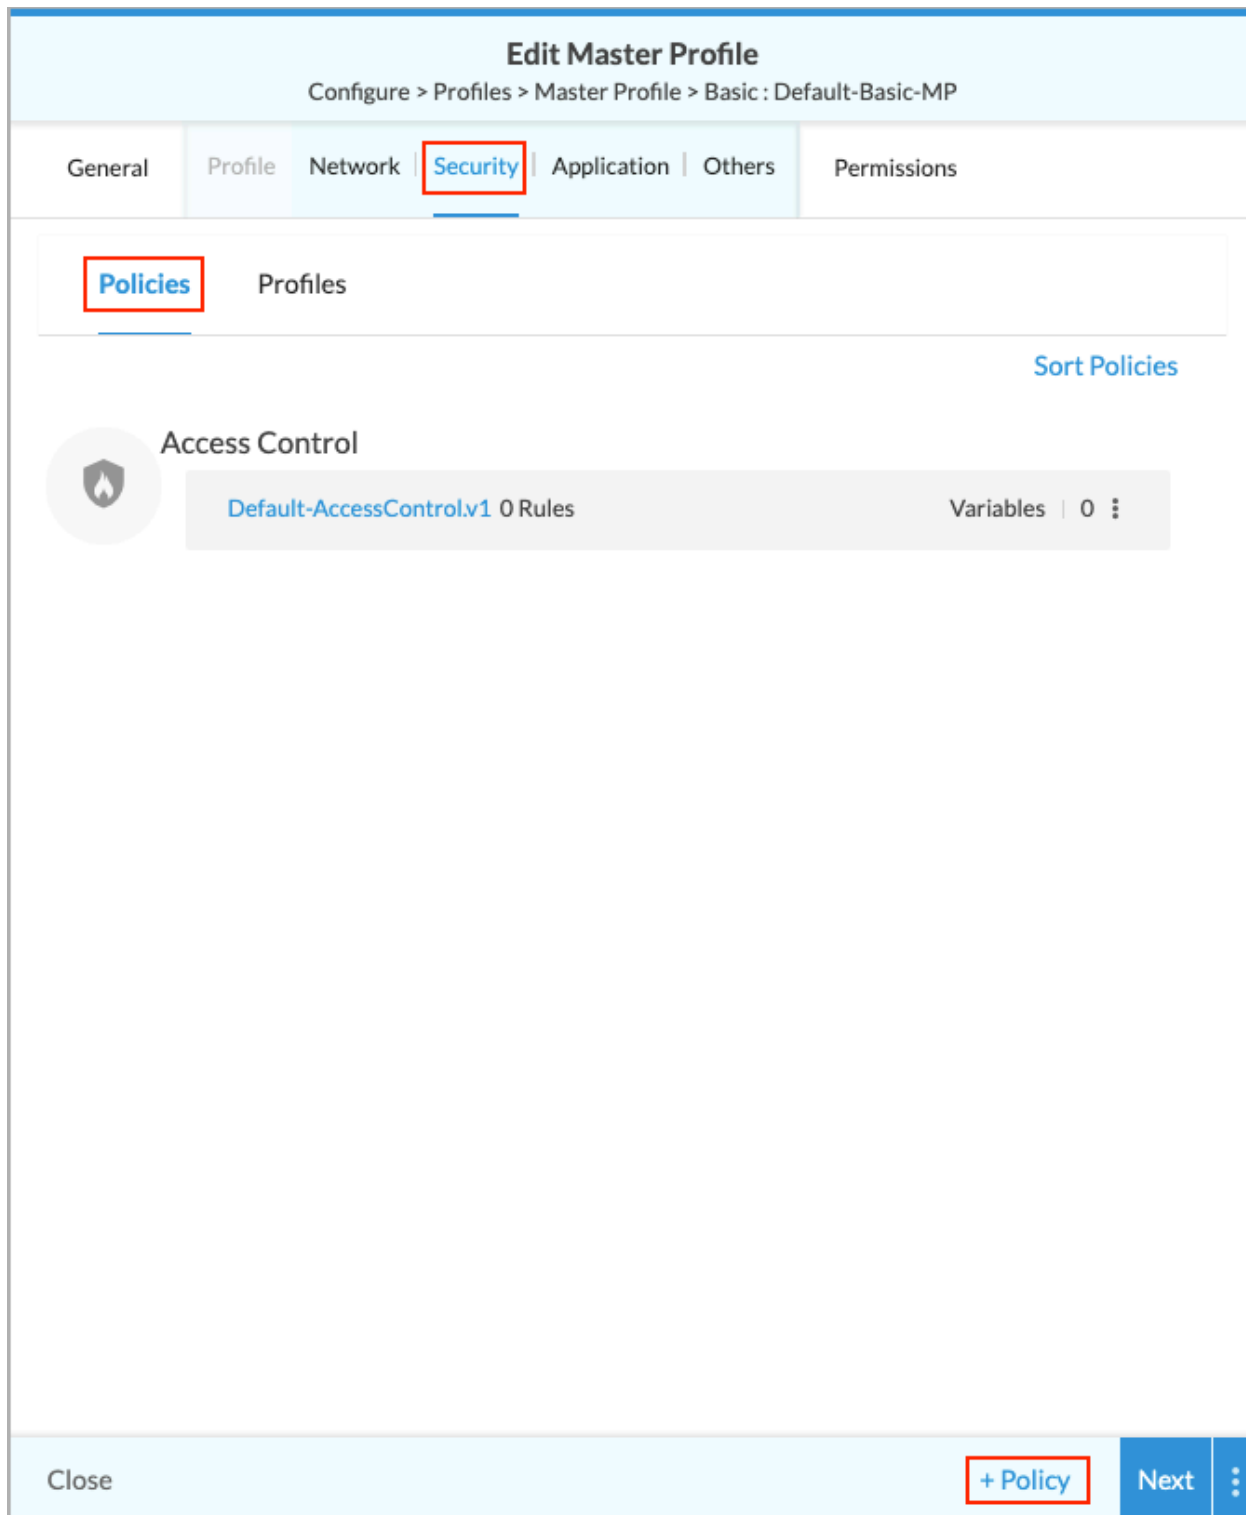 Edit Master Profile
Configure > Profiles > Master Profile > Basic : Default-Basic-MP
General Profile Network | Security | Application | Others Permissions
Policies Profiles
Sort Policies
Access Control
Default-AccessControl.v1 0 Rules Variables | 0
Close + Policy Next